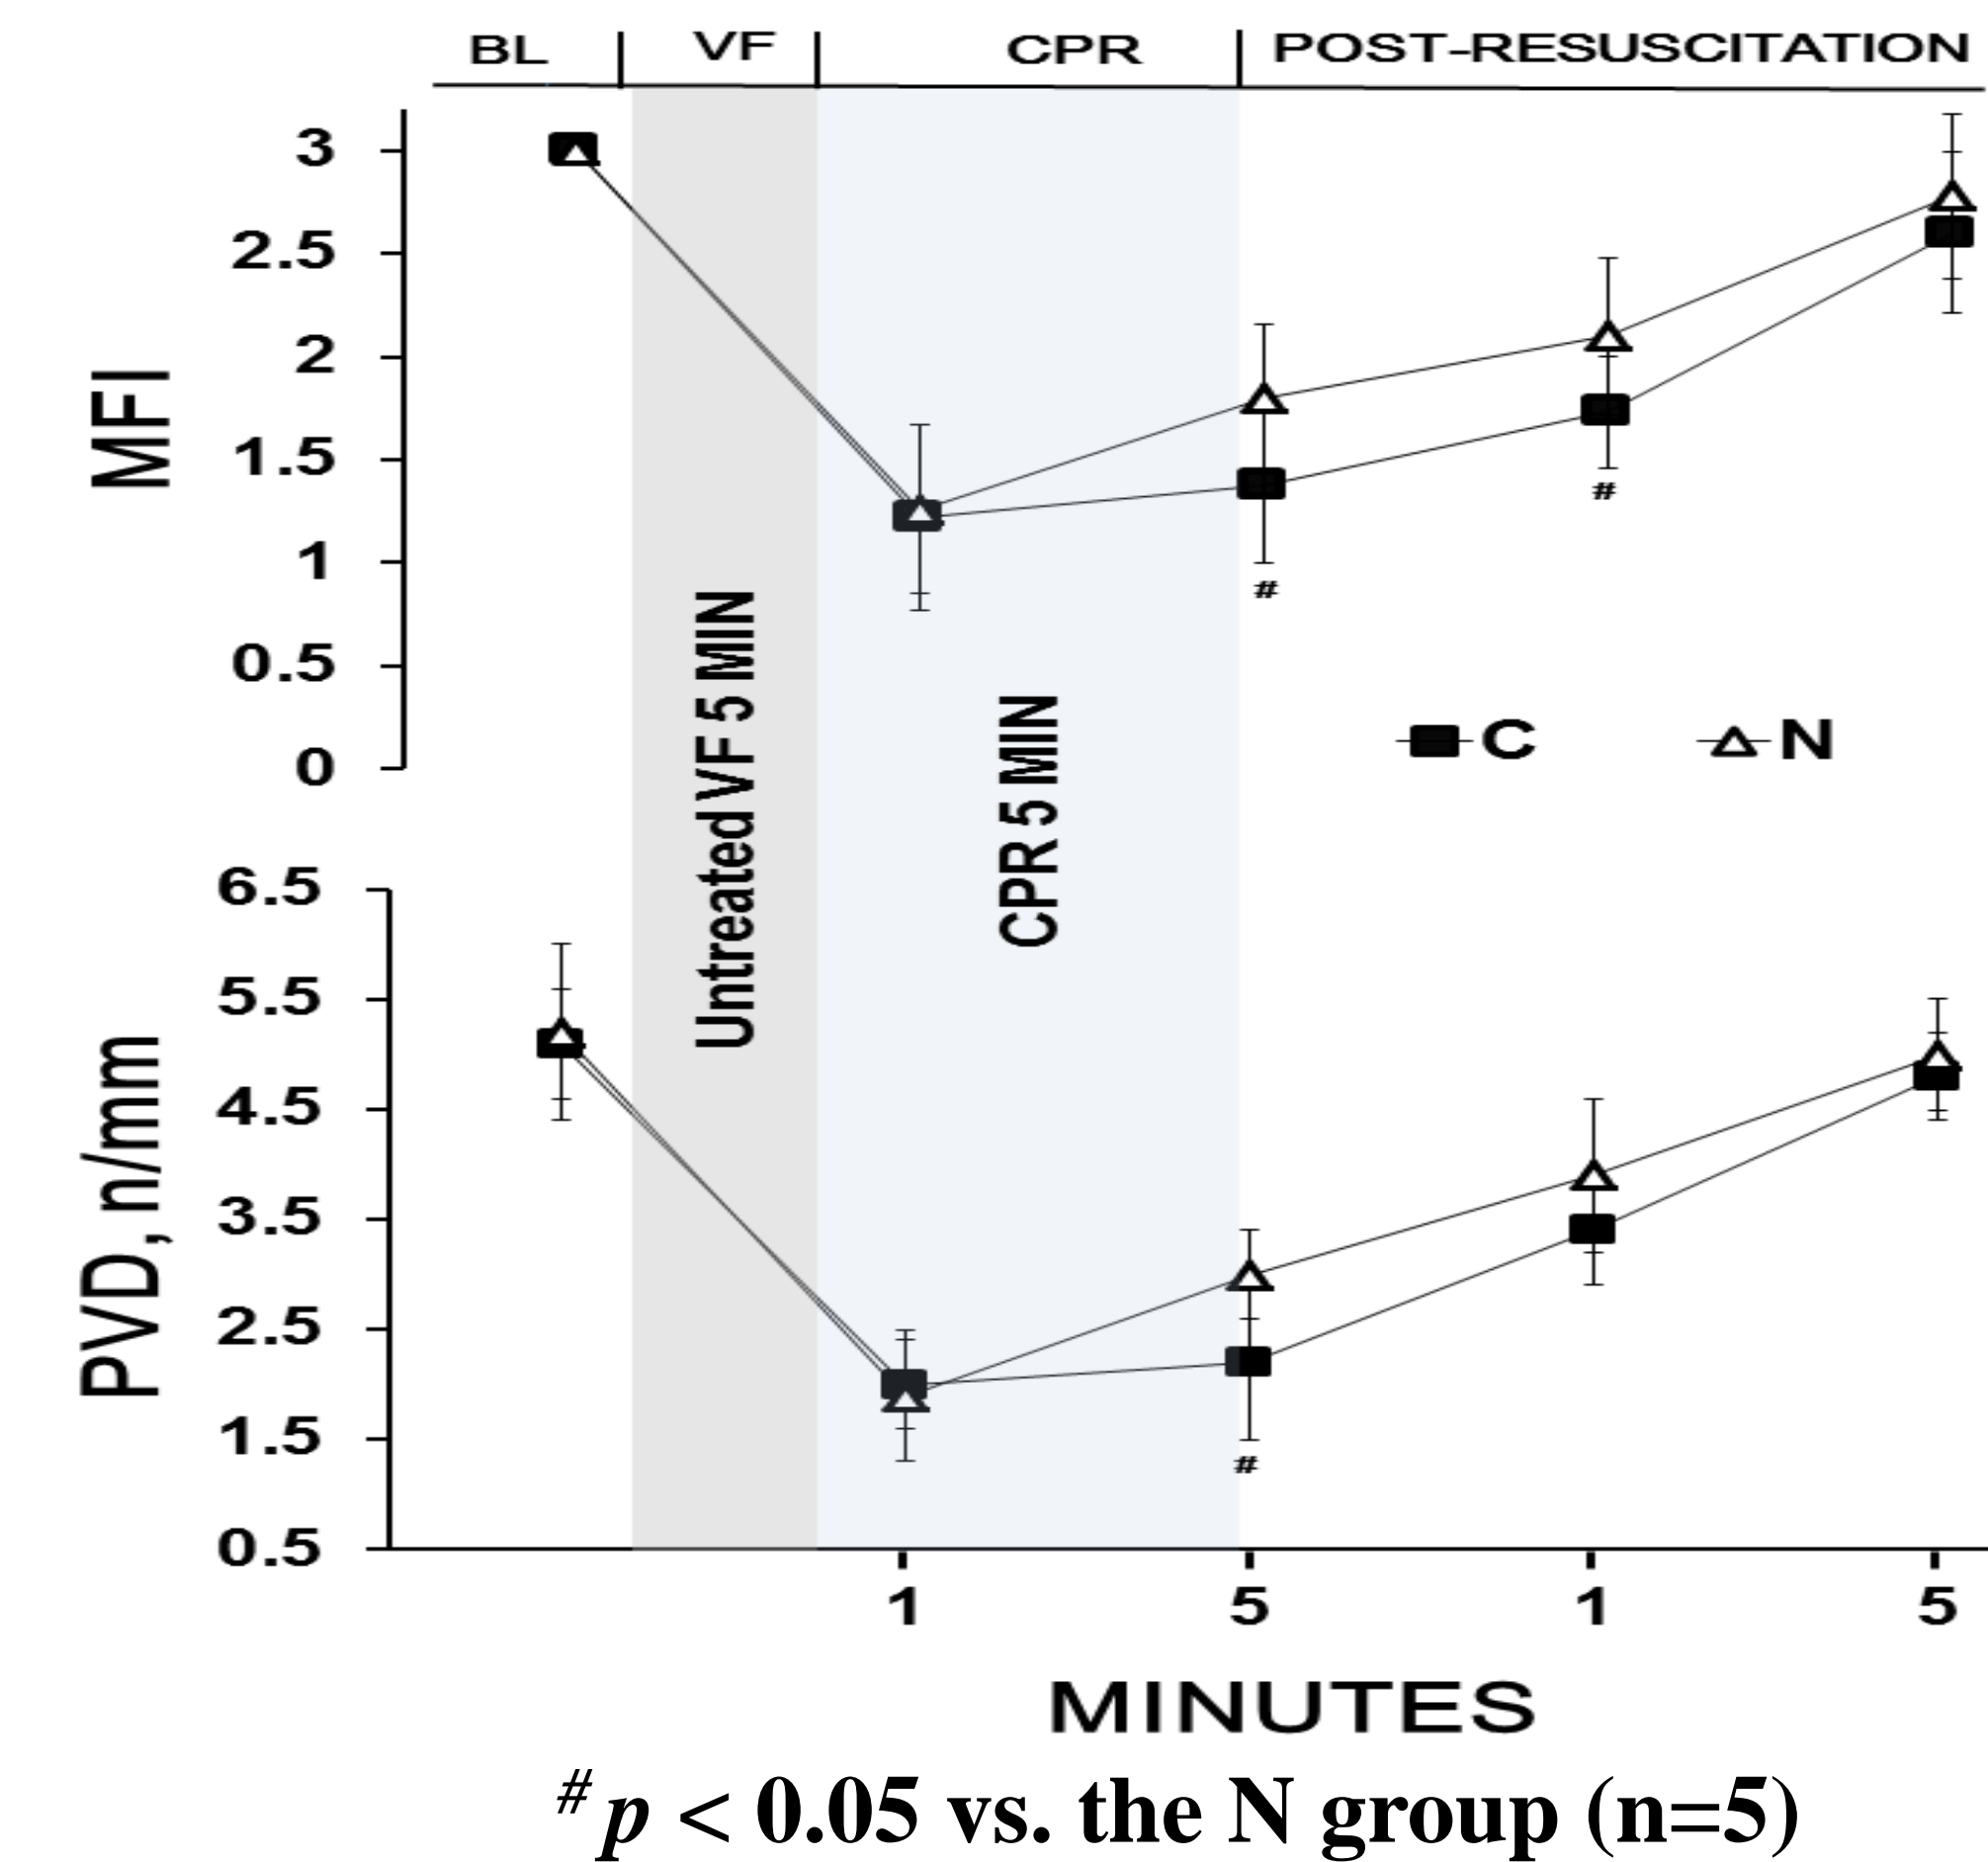 BL VF CPR POST-RESUSCITATION
3
2.5
2
1.5
1
0.5
0
MFI
#
#
Untreated VF 5 MIN
CPR 5 MIN
C N
6.5
5.5
4.5
3.5
2.5
1.5
0.5
PVD, n/mm
#
1 5 1 5
MINUTES
# p < 0.05 vs. the N group (n=5)